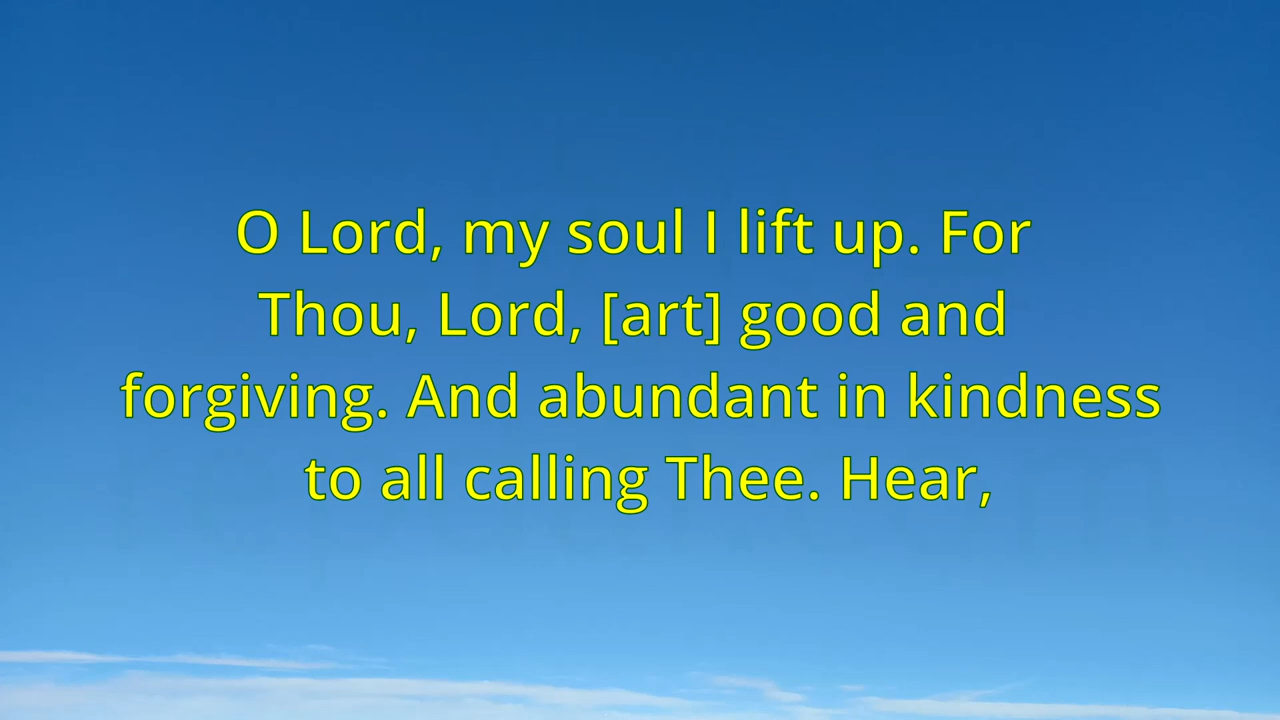 O Lord, my soul I lift up. For
Thou, Lord, [art] good and
forgiving. And abundant in kindness
to all calling Thee. Hear,